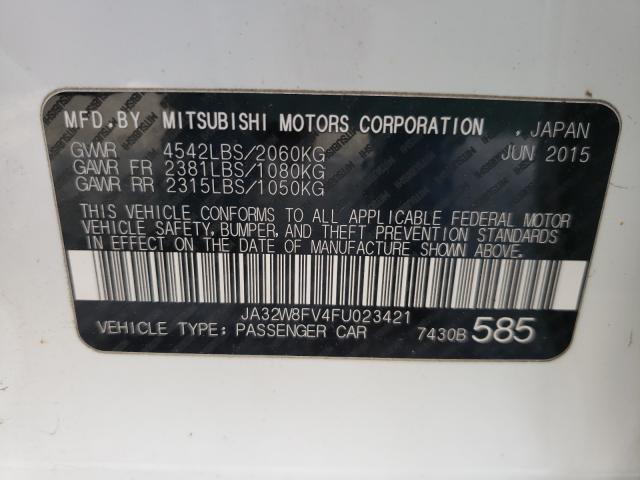 MFD.BY MITSUBISHI MOTORS CORPORATION , JAPAN
GVWR 4542LBS/2060KG JUN 2015
GAWR FR 2381LBS/1080KG
GAWR RR 2315LBS/1050KG
THIS VEHICLE CONFORMS TO ALL APPLICABLE FEDERAL MOTOR
VEHICLE SAFETY, BUMPER, AND THEFT PREVENTION STANDARDS
IN EFFECT ON THE DATE OF MANUFACTURE SHOWN ABOVE.
JA32W8FV4FU023421
VEHICLE TYPE: PASSENGER CAR 7430B 585